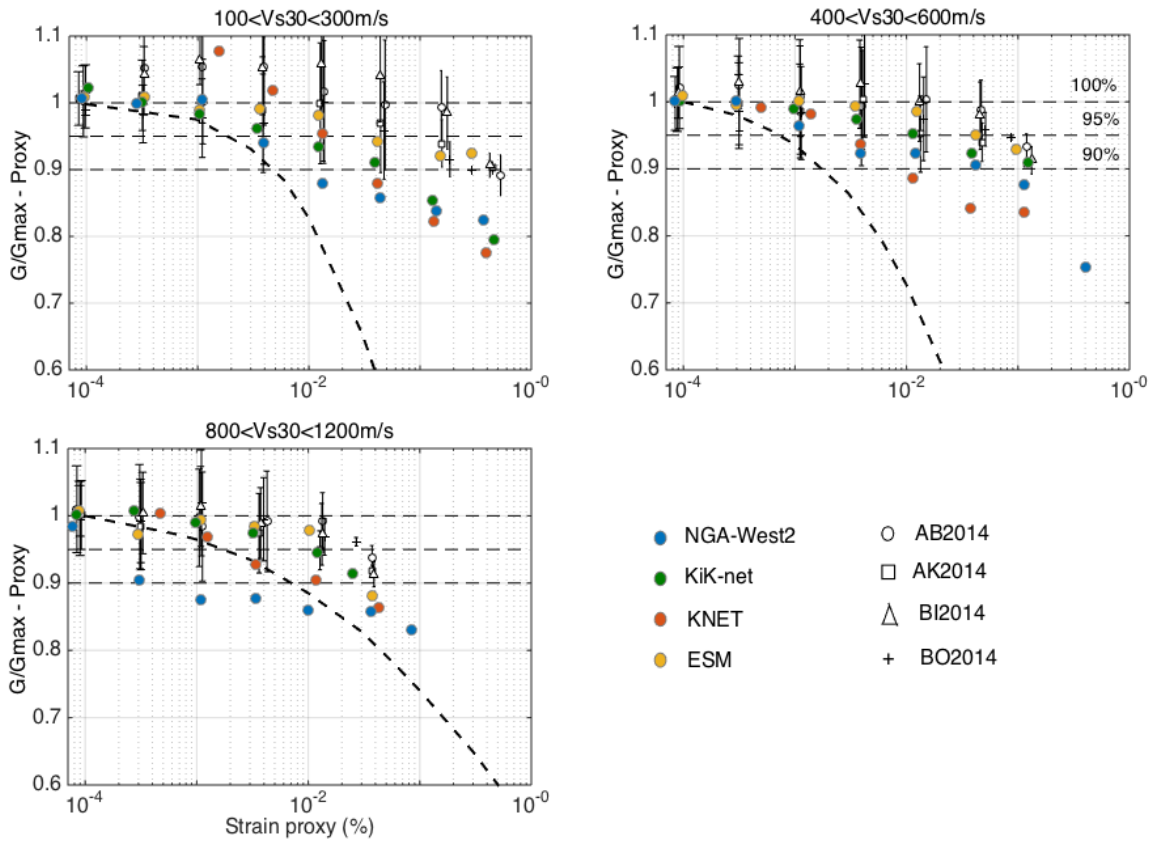 100<Vs30<300m/s
1.1
1
0.9
0.8
0.7
0.6
G/Gmax - Proxy
10^-4
10^-2
10^-0
400<Vs30<600m/s
1.1
1
0.9
0.8
0.7
0.6
G/Gmax - Proxy
100%
95%
90%
10^-4
10^-2
10^-0
800<Vs30<1200m/s
1.1
1
0.9
0.8
0.7
0.6
G/Gmax - Proxy
10^-4
10^-2
10^-0
Strain proxy (%)
NGA-West2
KiK-net
KNET
ESM
AB2014
AK2014
BI2014
BO2014